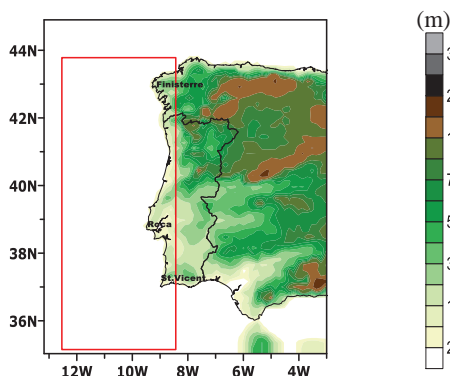 (m)
44N
42N
40N
38N
36N
12W 10W 8W 6W 4W
Finisterre
Roca
St.Vicent